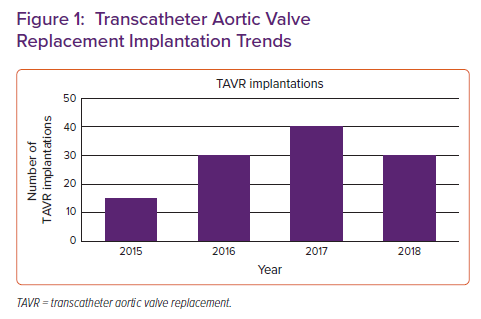 Figure 1: Transcatheter Aortic Valve
Replacement Implantation Trends
TAVR implantations
Number of
TAVR implantations
50
40
30
20
10
0
2015 2016 2017 2018
Year
TAVR = transcatheter aortic valve replacement.